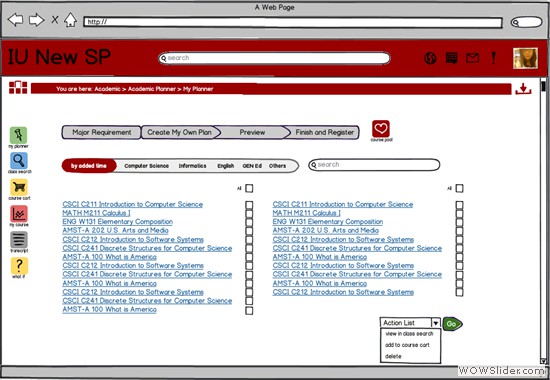 A Web Page
http://
IU New SP
search
You are here: Academic > Academic Planner > My Planner
Major Requirement
Create My Own Plan
Preview
Finish and Register
course pool
my planner
class search
course cart
my course
transcript
what if
by added time
Computer Science
Informatics
English
GEN Ed
Others
search
All
All
CSCI C211 Introduction to Computer Science
MATH M211 Calculus I
ENG W131 Elementary Composition
AMST-A 202 U.S. Arts and Media
CSCI C212 Introduction to Software Systems
CSCI C241 Discrete Structures for Computer Science
AMST-A 100 What is America
CSCI C212 Introduction to Software Systems
CSCI C241 Discrete Structures for Computer Science
AMST-A 100 What is America
CSCI C212 Introduction to Software Systems
CSCI C241 Discrete Structures for Computer Science
AMST-A 100 What is America
CSCI C211 Introduction to Computer Science
MATH M211 Calculus I
ENG W131 Elementary Composition
AMST-A 202 U.S. Arts and Media
CSCI C212 Introduction to Software Systems
CSCI C241 Discrete Structures for Computer Science
AMST-A 100 What is America
CSCI C212 Introduction to Software Systems
CSCI C241 Discrete Structures for Computer Science
AMST-A 100 What is America
CSCI C212 Introduction to Software Systems
Action List
Go
view in class search
add to course cart
delete
WOWSlider.com